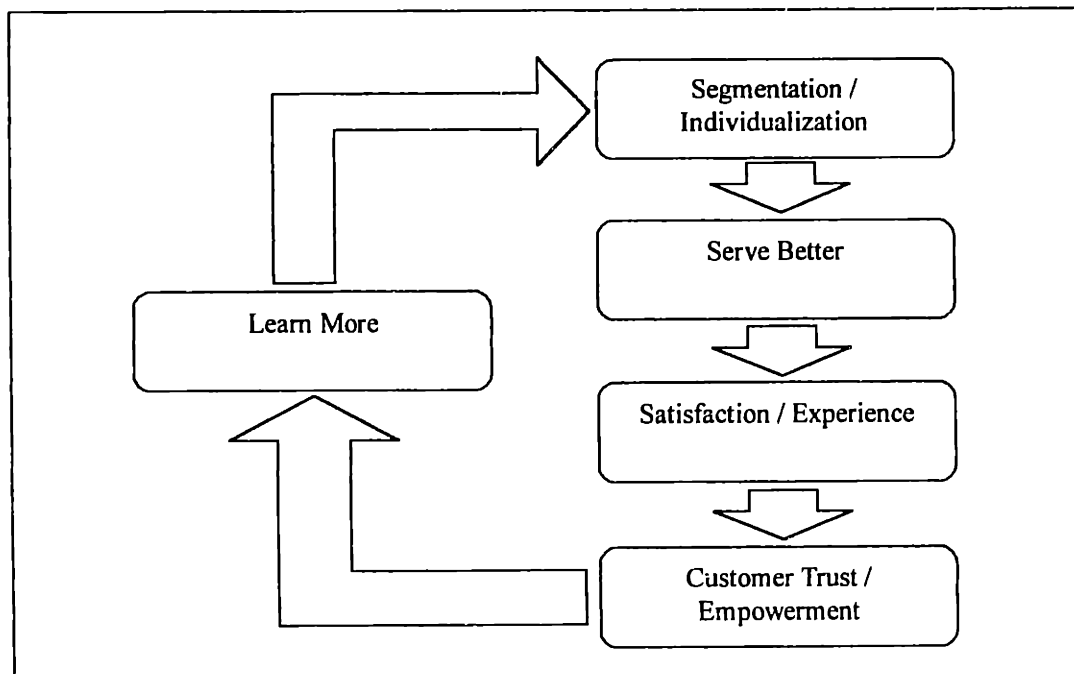 Segmentation /
Individualization
Serve Better
Learn More
Satisfaction / Experience
Customer Trust /
Empowerment